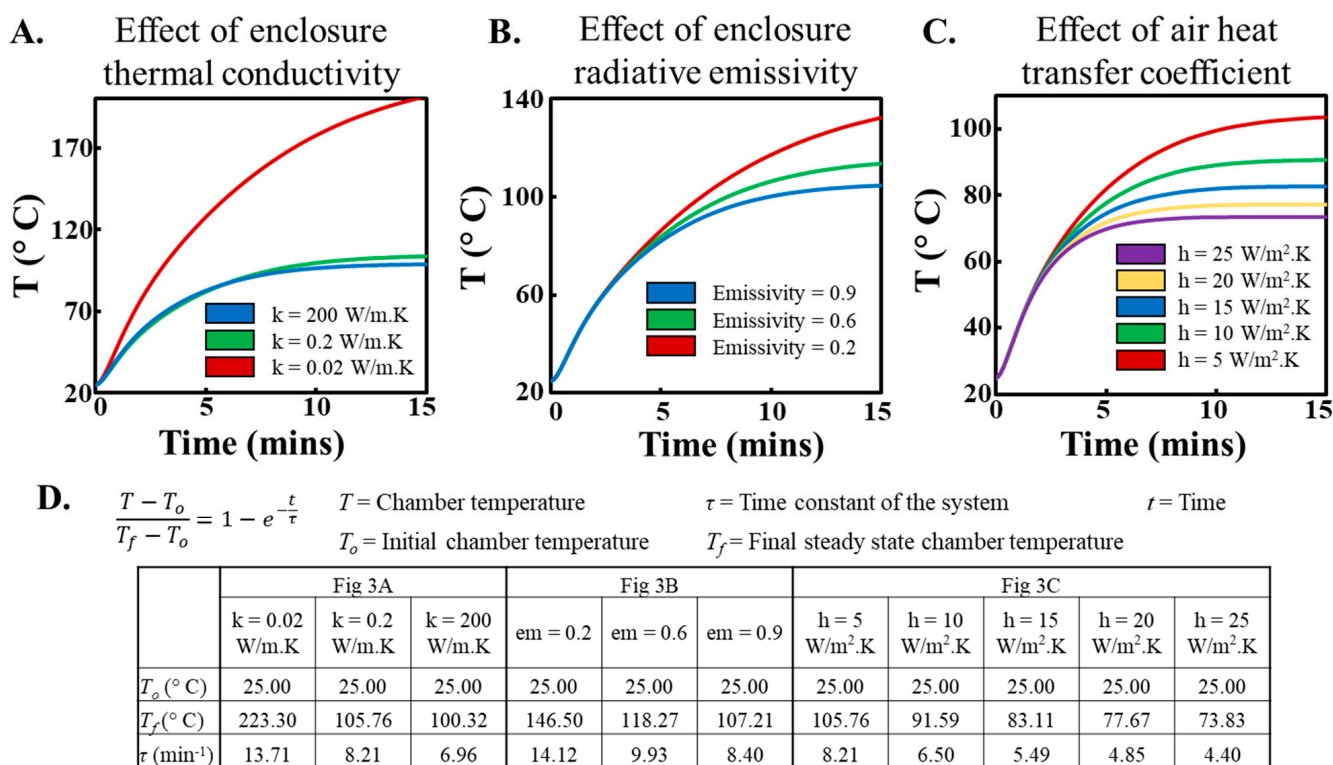 A.
Effect of enclosure
thermal conductivity
T (° C)
170
120
70
20
k = 200 W/m.K
k = 0.2 W/m.K
k = 0.02 W/m.K
0 5 10 15
Time (mins)
B.
Effect of enclosure
radiative emissivity
T (° C)
140
100
60
20
Emissivity = 0.9
Emissivity = 0.6
Emissivity = 0.2
0 5 10 15
Time (mins)
C.
Effect of air heat
transfer coefficient
T (° C)
100
80
60
40
20
h = 25 W/m².K
h = 20 W/m².K
h = 15 W/m².K
h = 10 W/m².K
h = 5 W/m².K
0 5 10 15
Time (mins)
D.
(T − Tₒ)/(T_f − Tₒ) = 1 − e^(−t/τ)
T = Chamber temperature τ = Time constant of the system t = Time
Tₒ = Initial chamber temperature T_f = Final steady state chamber temperature
Fig 3A Fig 3B Fig 3C
k = 0.02 W/m.K k = 0.2 W/m.K k = 200 W/m.K em = 0.2 em = 0.6 em = 0.9 h = 5 W/m².K h = 10 W/m².K h = 15 W/m².K h = 20 W/m².K h = 25 W/m².K
Tₒ (° C) 25.00 25.00 25.00 25.00 25.00 25.00 25.00 25.00 25.00 25.00 25.00
T_f (° C) 223.30 105.76 100.32 146.50 118.27 107.21 105.76 91.59 83.11 77.67 73.83
τ (min⁻¹) 13.71 8.21 6.96 14.12 9.93 8.40 8.21 6.50 5.49 4.85 4.40